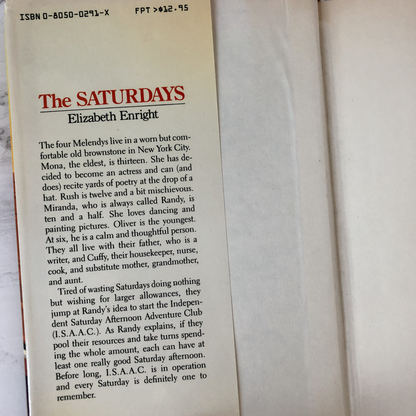 ISBN 0-8050-0291-X FPT >$12.95
The SATURDAYS
Elizabeth Enright
The four Melendys live in a worn but com-
fortable old brownstone in New York City.
Mona, the eldest, is thirteen. She has de-
cided to become an actress and can (and
does) recite yards of poetry at the drop of a
hat. Rush is twelve and a bit mischievous.
Miranda, who is always called Randy, is
ten and a half. She loves dancing and
painting pictures. Oliver is the youngest.
At six, he is a calm and thoughtful person.
They all live with their father, who is a
writer, and Cuffy, their housekeeper, nurse,
cook, and substitute mother, grandmother,
and aunt.
Tired of wasting Saturdays doing nothing
but wishing for larger allowances, they
jump at Randy's idea to start the Indepen-
dent Saturday Afternoon Adventure Club
(I.S.A.A.C.). As Randy explains, if they
pool their resources and take turns spend-
ing the whole amount, each can have at
least one really good Saturday afternoon.
Before long, I.S.A.A.C. is in operation
and every Saturday is definitely one to
remember.